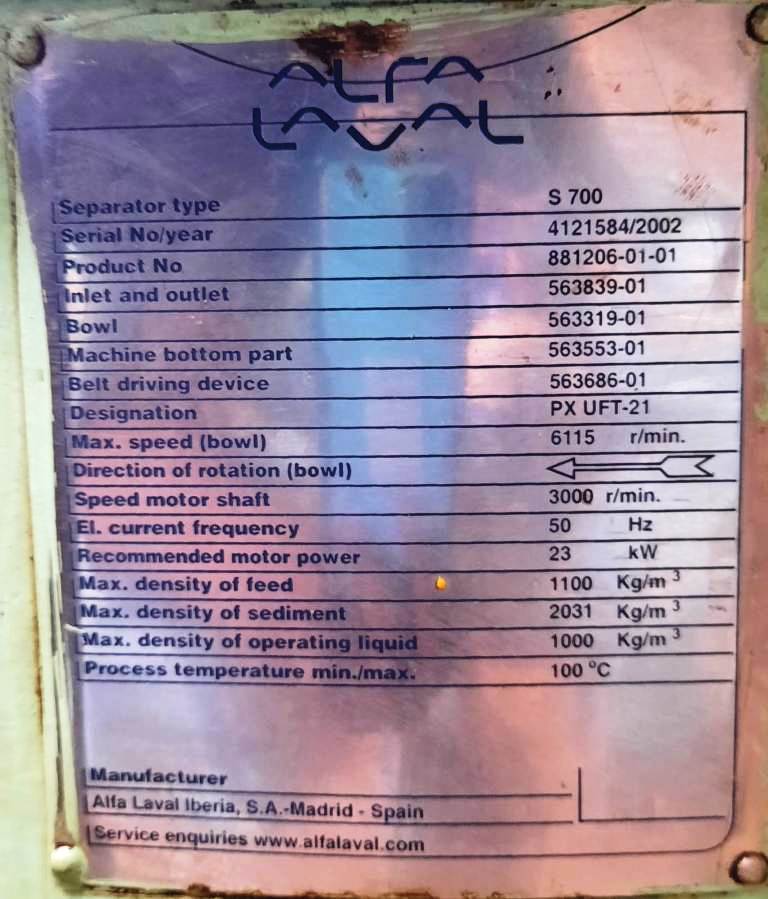 ALFA
LAVAL
Separator type S 700
Serial No/year 4121584/2002
Product No 881206-01-01
Inlet and outlet 563839-01
Bowl 563319-01
Machine bottom part 563553-01
Belt driving device 563686-01
Designation PX UFT-21
Max. speed (bowl) 6115 r/min.
Direction of rotation (bowl)
Speed motor shaft 3000 r/min.
El. current frequency 50 Hz
Recommended motor power 23 kW
Max. density of feed 1100 Kg/m³
Max. density of sediment 2031 Kg/m³
Max. density of operating liquid 1000 Kg/m³
Process temperature min./max. 100 °C
Manufacturer
Alfa Laval Iberia, S.A.-Madrid - Spain
Service enquiries www.alfalaval.com